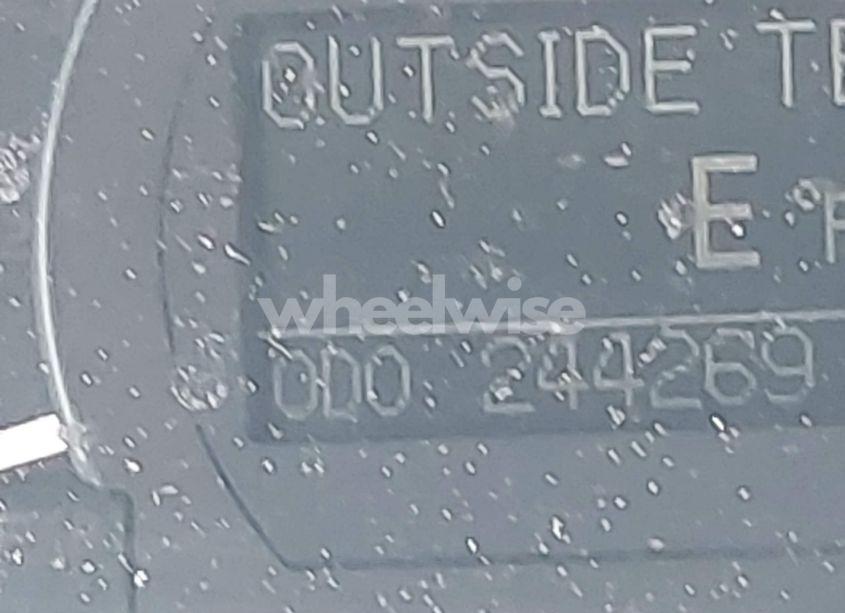 OUTSIDE TE
E
F
wheelwise
ODO 244269